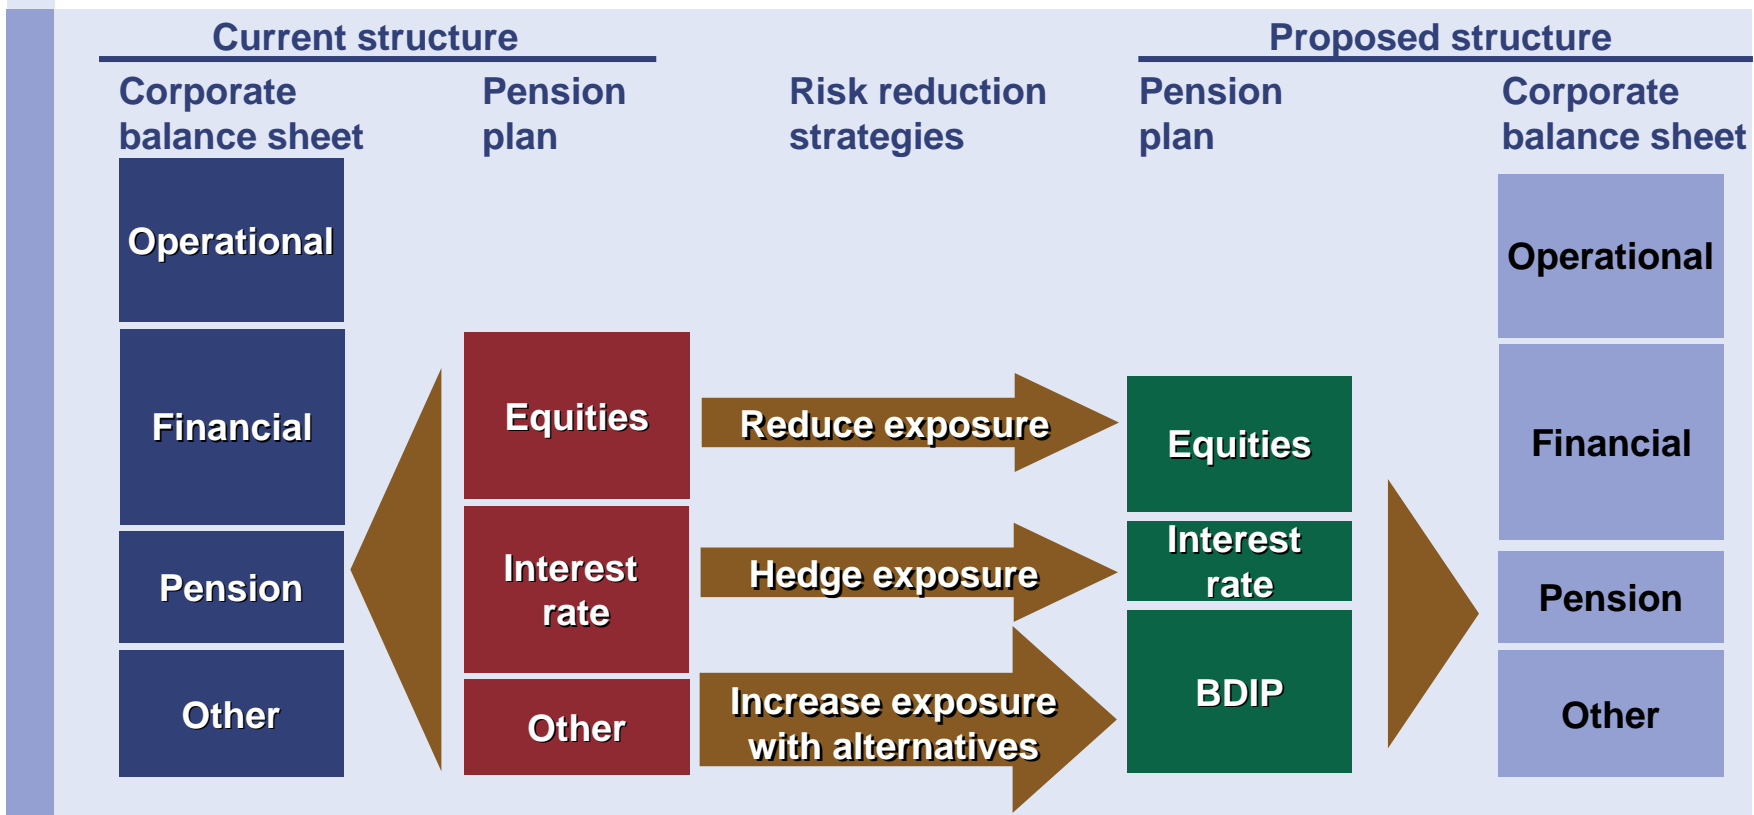 Current structure
Proposed structure
Corporate
balance sheet
Pension
plan
Risk reduction
strategies
Pension
plan
Corporate
balance sheet
Operational
Financial
Pension
Other
Equities
Interest
rate
Other
Reduce exposure
Hedge exposure
Increase exposure
with alternatives
Equities
Interest
rate
BDIP
Operational
Financial
Pension
Other